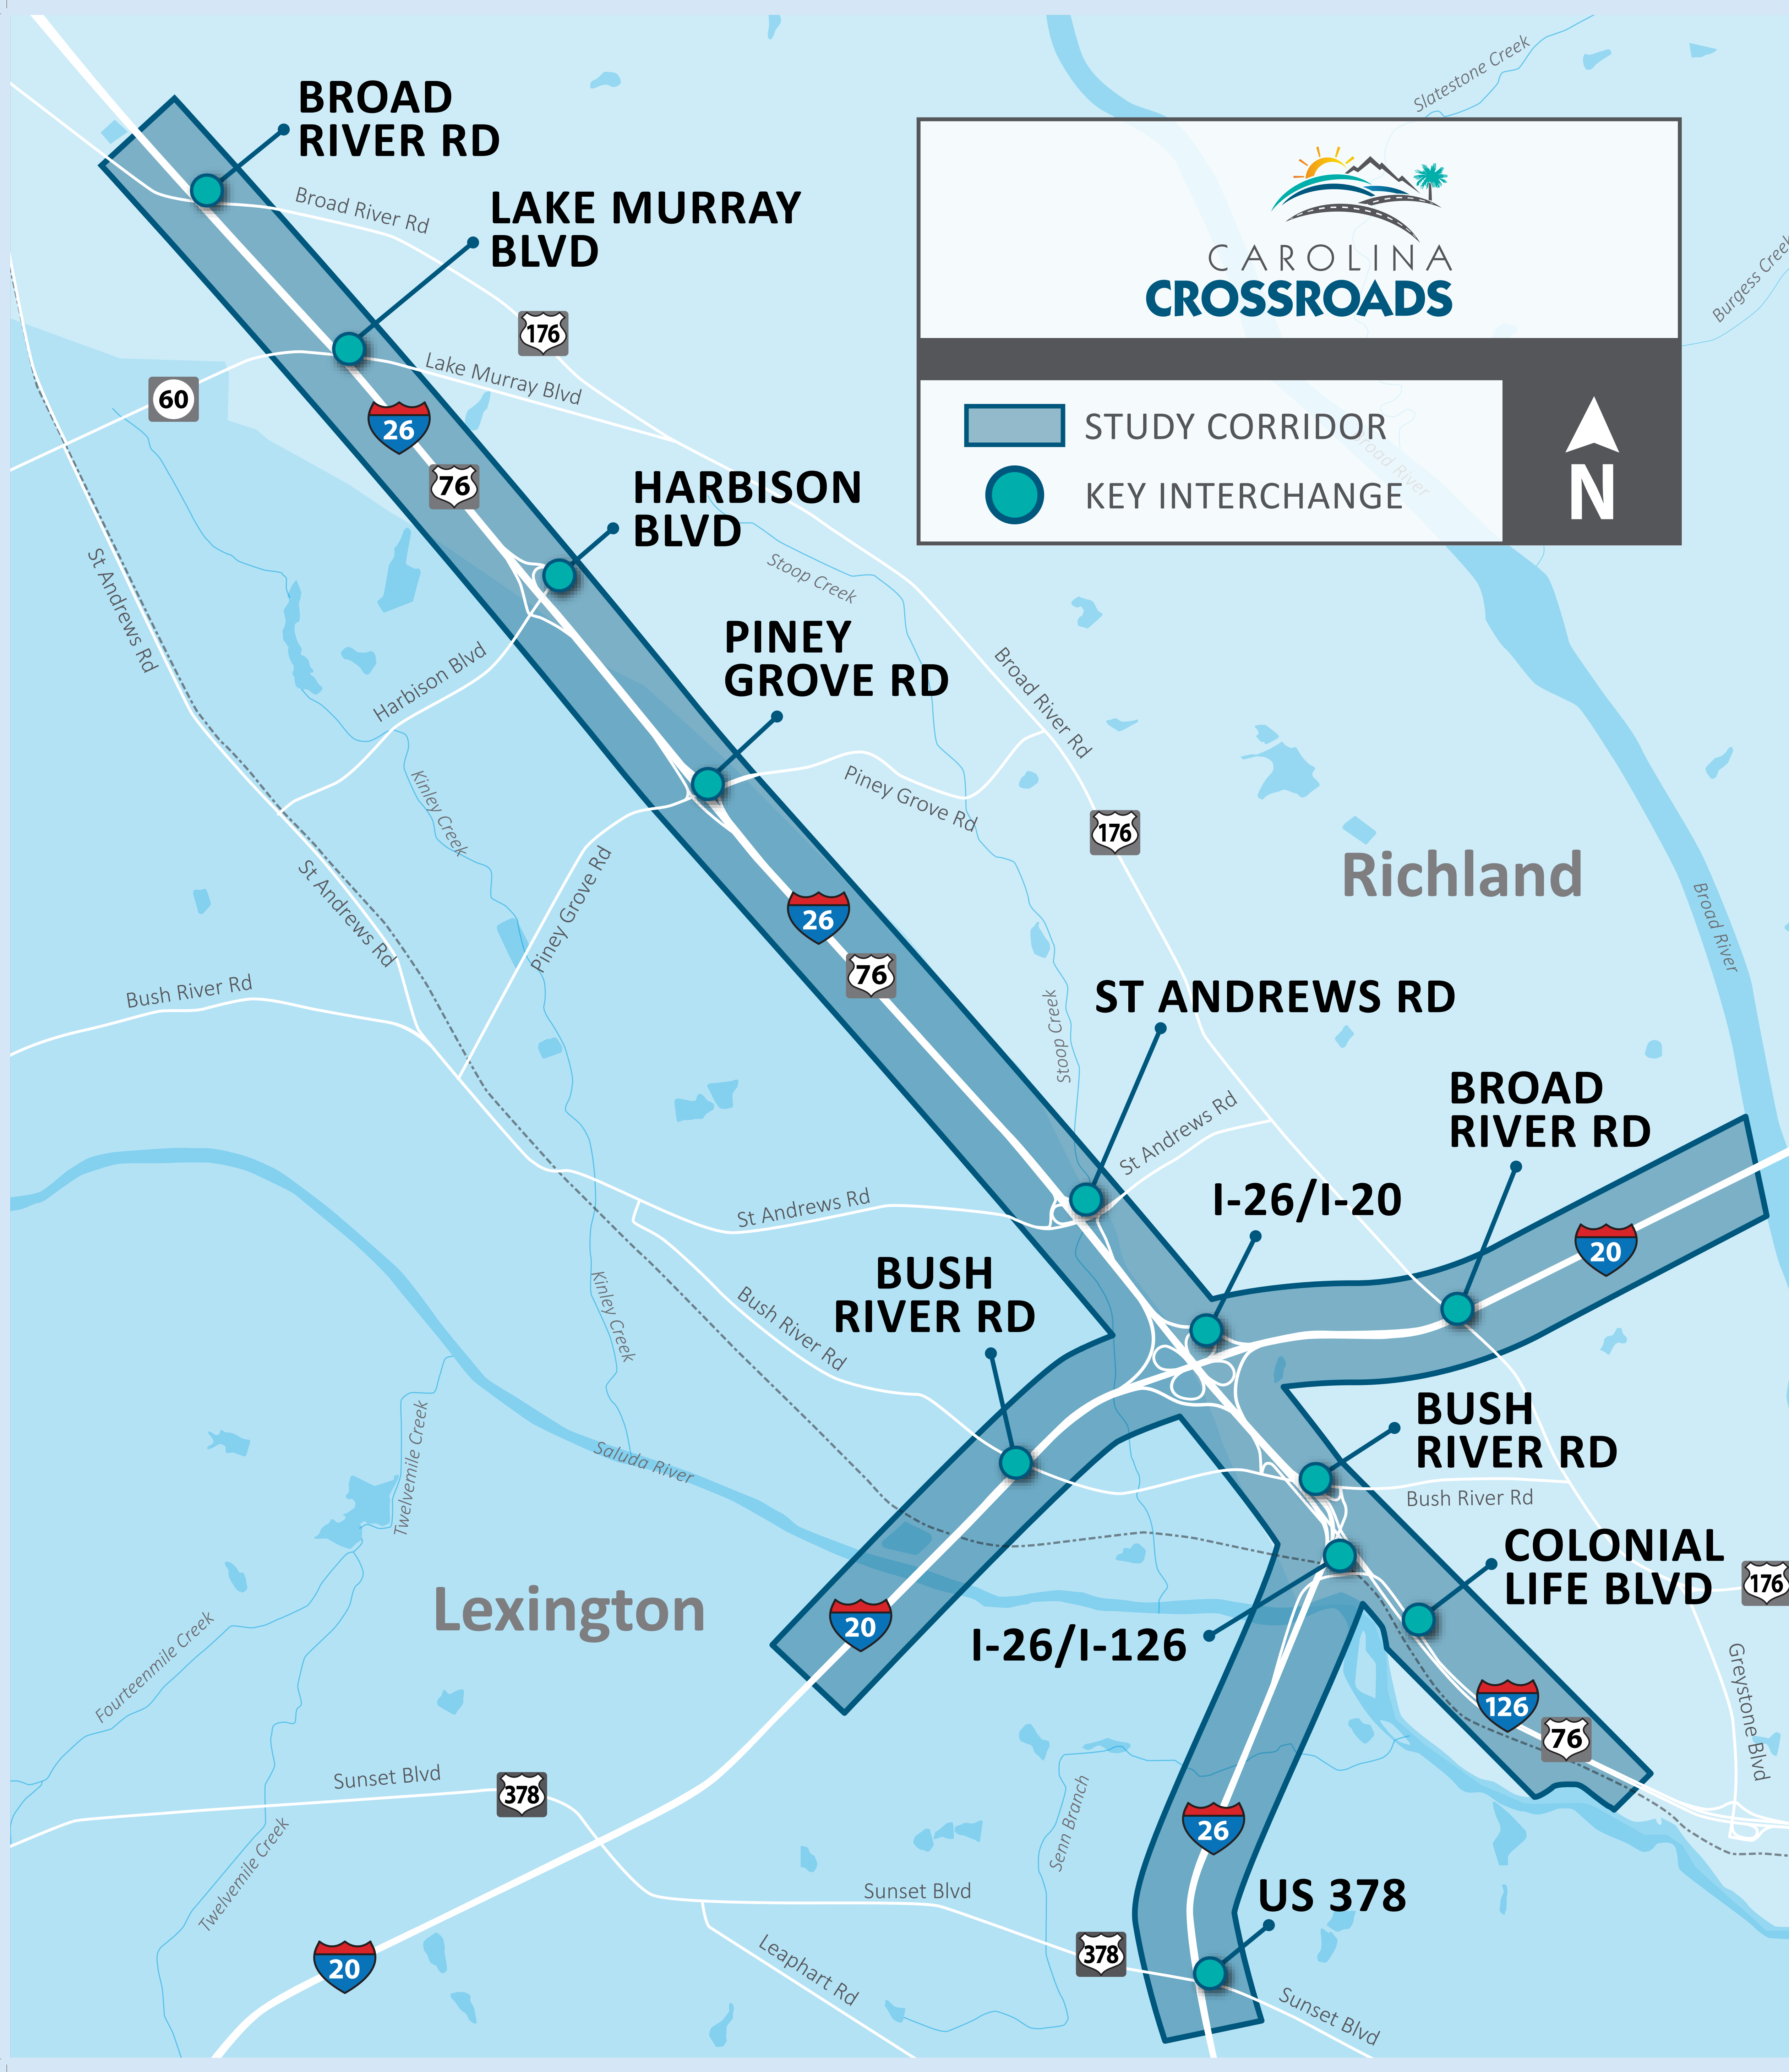 BROAD
RIVER RD
LAKE MURRAY
BLVD
Broad River Rd
176
Lake Murray Blvd
60
26
76
HARBISON
BLVD
Slatestone Creek
Burgess Creek
CAROLINA
CROSSROADS
STUDY CORRIDOR
KEY INTERCHANGE
N
Broad River
St Andrews Rd
Harbison Blvd
Stoop Creek
PINEY
GROVE RD
Broad River Rd
Kinley Creek
Piney Grove Rd
176
Richland
St Andrews Rd
Piney Grove Rd
26
76
Broad River
Bush River Rd
ST ANDREWS RD
Stoop Creek
St Andrews Rd
BROAD
RIVER RD
I-26/I-20
St Andrews Rd
20
BUSH
RIVER RD
Bush River Rd
Kinley Creek
BUSH
RIVER RD
Bush River Rd
Twelvemile Creek
Saluda River
COLONIAL
LIFE BLVD
176
Lexington
20
I-26/I-126
Fourteenmile Creek
126
76
Greystone Blvd
Sunset Blvd
378
Senn Branch
26
Twelvemile Creek
Sunset Blvd
US 378
378
20
Leaphart Rd
Sunset Blvd